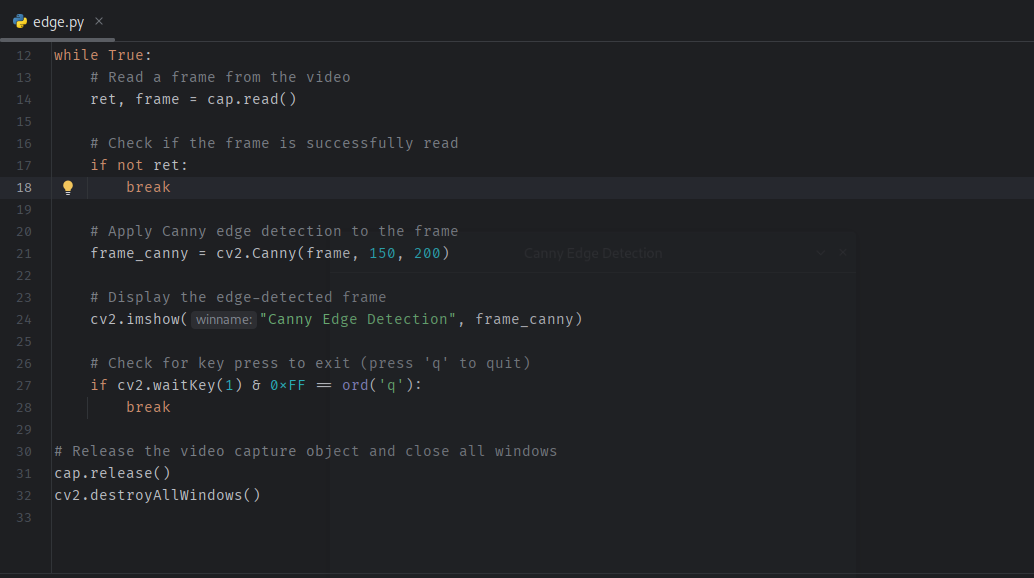 edge.py ×
12 while True:
13     # Read a frame from the video
14     ret, frame = cap.read()
15
16     # Check if the frame is successfully read
17     if not ret:
18         break
19
20     # Apply Canny edge detection to the frame
21     frame_canny = cv2.Canny(frame, 150, 200)
Canny Edge Detection
22
23     # Display the edge-detected frame
24     cv2.imshow( winname: "Canny Edge Detection", frame_canny)
25
26     # Check for key press to exit (press 'q' to quit)
27     if cv2.waitKey(1) & 0xFF == ord('q'):
28         break
29
30 # Release the video capture object and close all windows
31 cap.release()
32 cv2.destroyAllWindows()
33